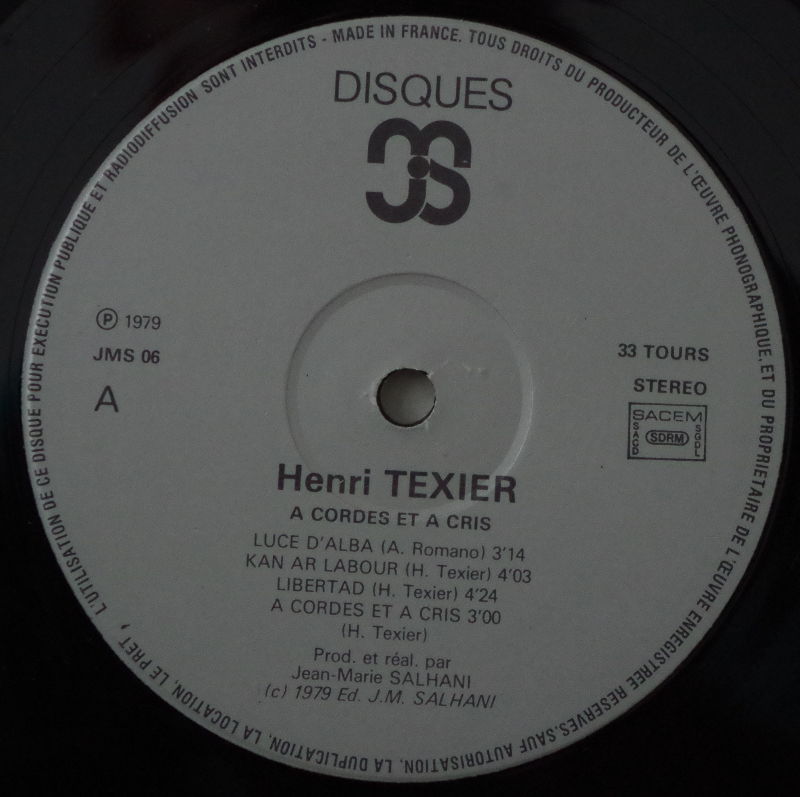 DISQUES
JMS
℗ 1979
JMS 06
A
33 TOURS
STEREO
SACEM
SACD
SDRM
SGDL
Henri TEXIER
A CORDES ET A CRIS
LUCE D'ALBA (A. Romano) 3'14
KAN AR LABOUR (H. Texier) 4'03
LIBERTAD (H. Texier) 4'24
A CORDES ET A CRIS 3'00
(H. Texier)
Prod. et réal. par
Jean-Marie SALHANI
(c) 1979 Ed. J.M. SALHANI
MADE IN FRANCE. TOUS DROITS DU PRODUCTEUR DE L'ŒUVRE PHONOGRAPHIQUE, ET DU PROPRIETAIRE DE L'ŒUVRE ENREGISTREE RESERVES. SAUF AUTORISATION, LA DUPLICATION, LA LOCATION, LE PRET, L'UTILISATION DE CE DISQUE POUR EXECUTION PUBLIQUE ET RADIODIFFUSION SONT INTERDITS -